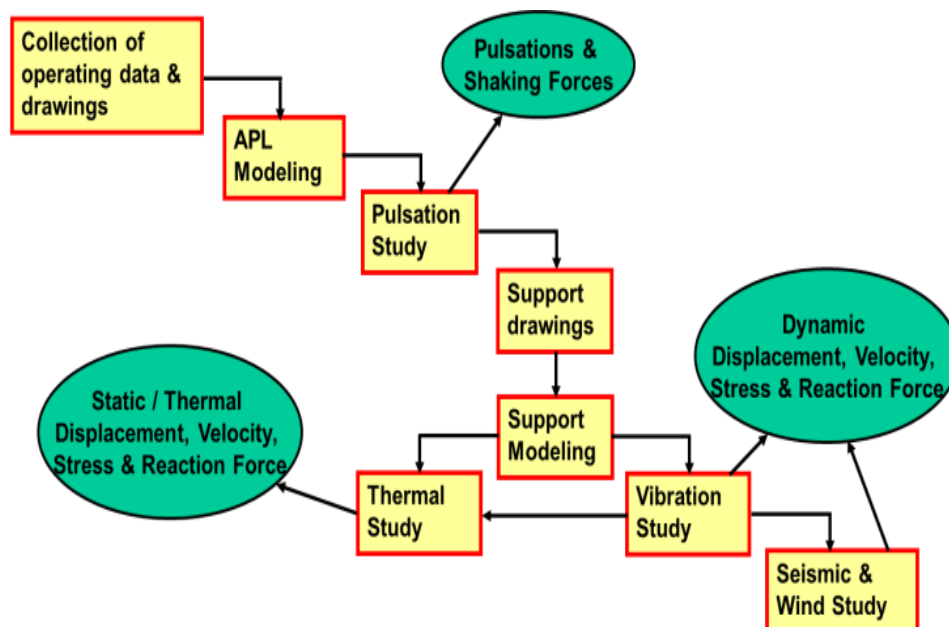 Collection of
operating data &
drawings
Pulsations &
Shaking Forces
APL
Modeling
Pulsation
Study
Support
drawings
Dynamic
Displacement, Velocity,
Stress & Reaction Force
Static / Thermal
Displacement, Velocity,
Stress & Reaction Force
Support
Modeling
Thermal
Study
Vibration
Study
Seismic &
Wind Study